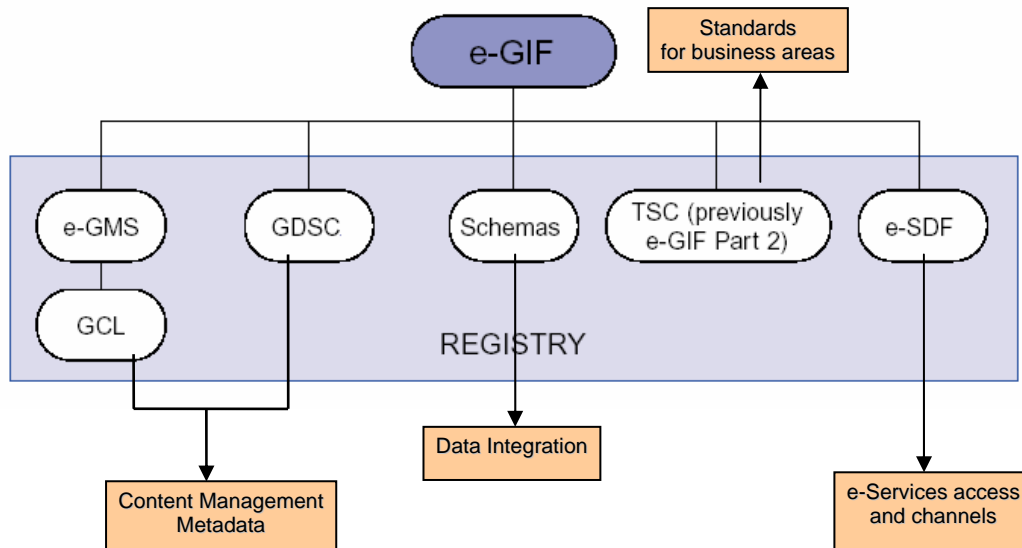 Standards
for business areas
e-GIF
e-GMS
GDSC.
Schemas
TSC (previously
e-GIF Part 2)
e-SDF
GCL
REGISTRY
Data Integration
Content Management
Metadata
e-Services access
and channels